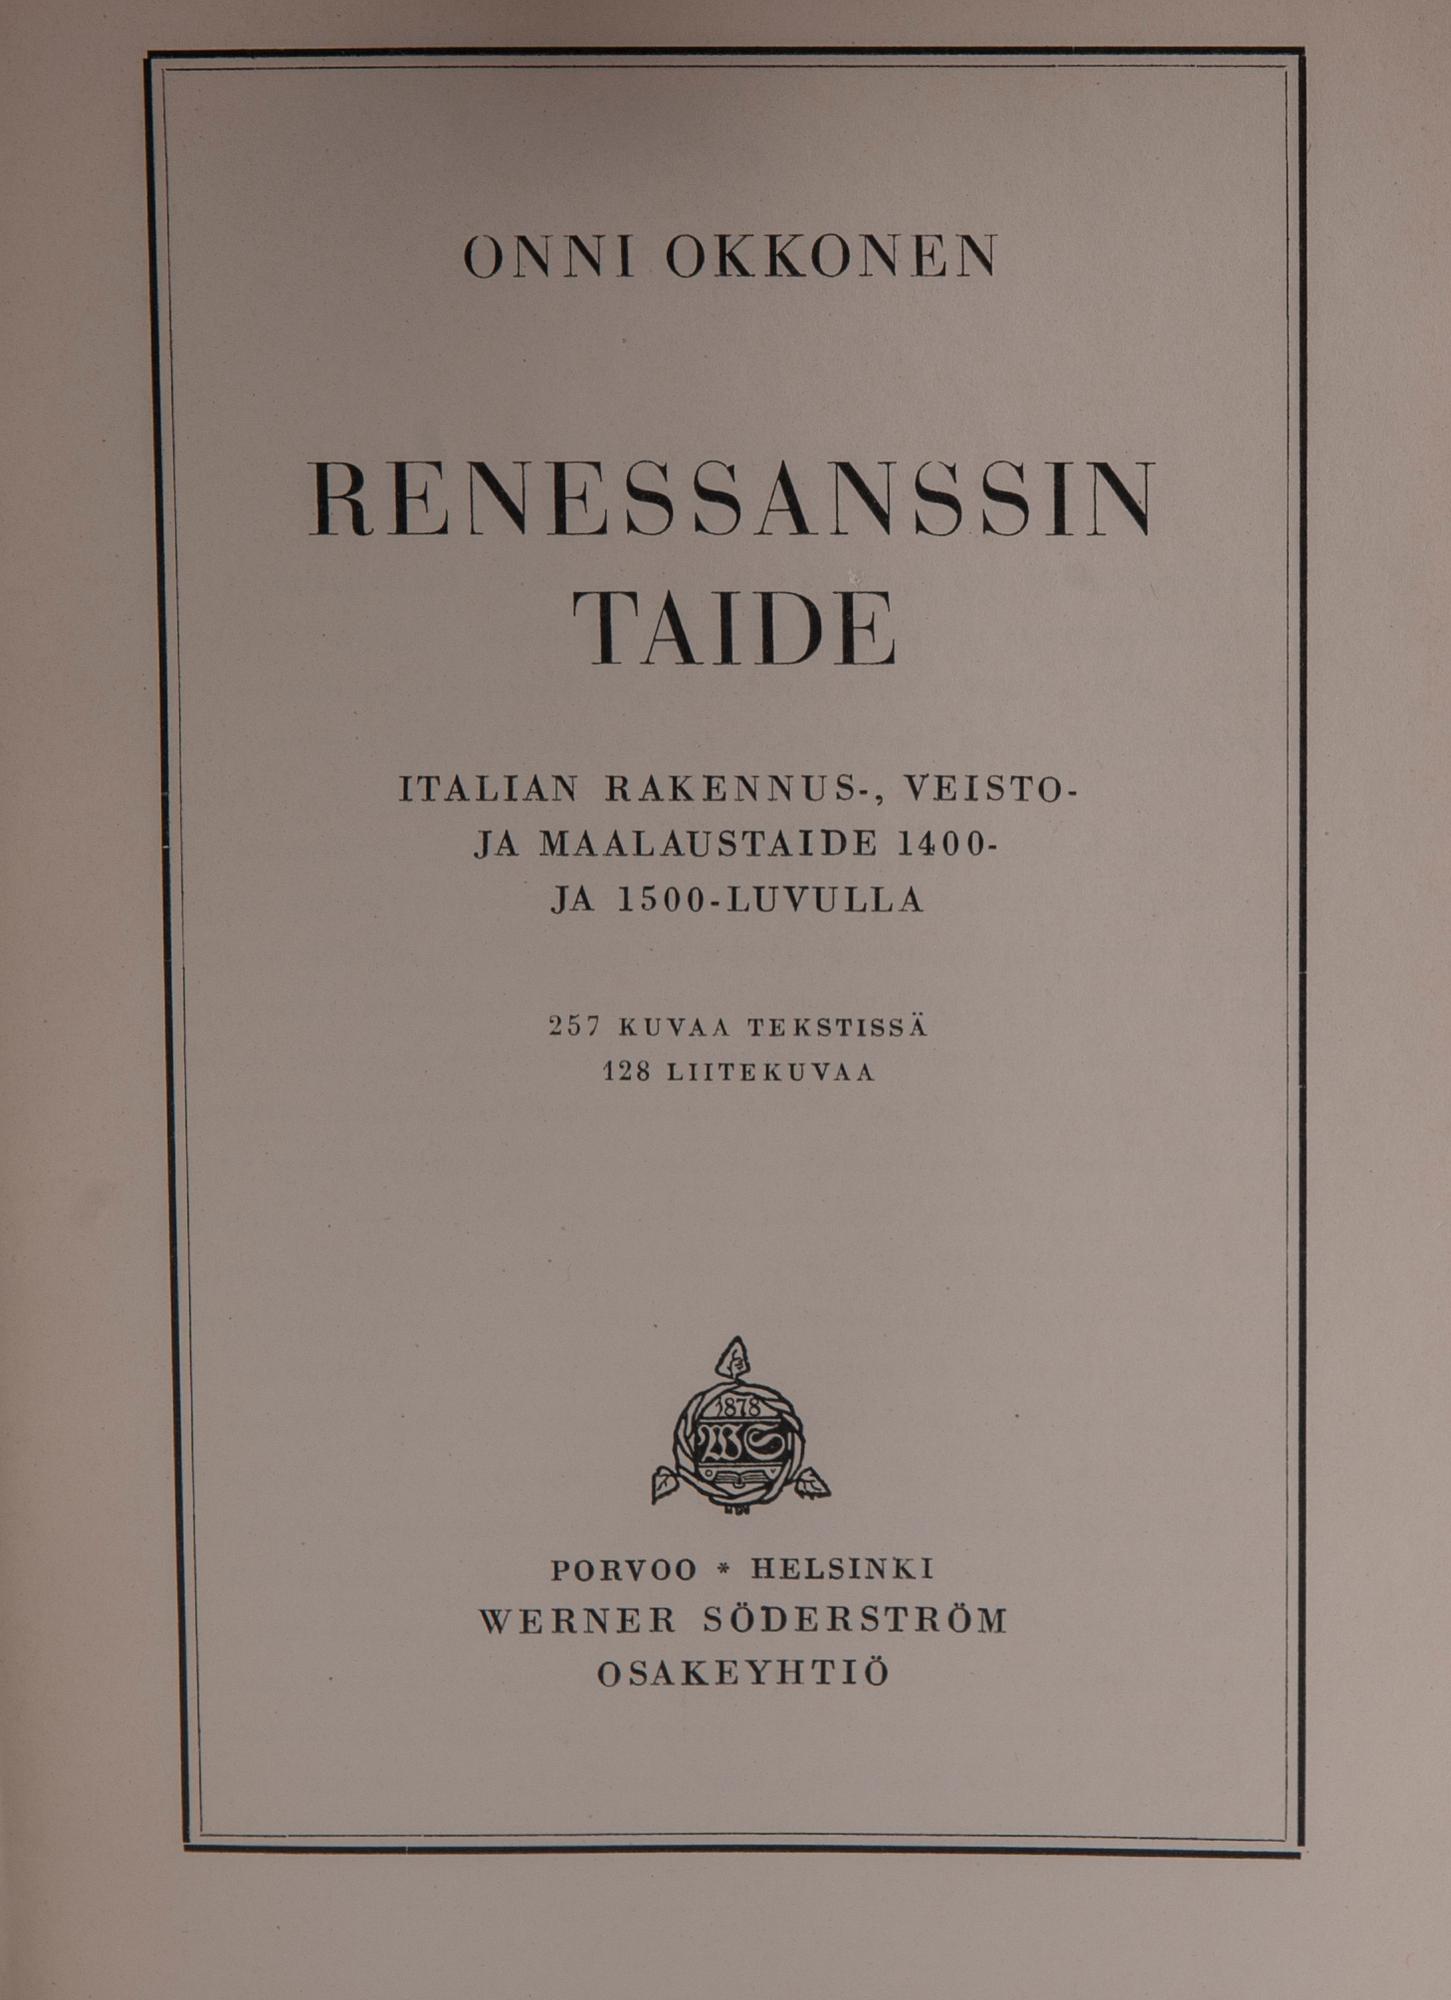 ONNI OKKONEN
RENESSANSSIN
TAIDE
ITALIAN RAKENNUS-, VEISTO-
JA MAALAUSTAIDE 1400-
JA 1500-LUVULLA
257 KUVAA TEKSTISSÄ
128 LIITEKUVAA
1878
WS
PORVOO * HELSINKI
WERNER SÖDERSTRÖM
OSAKEYHTIÖ